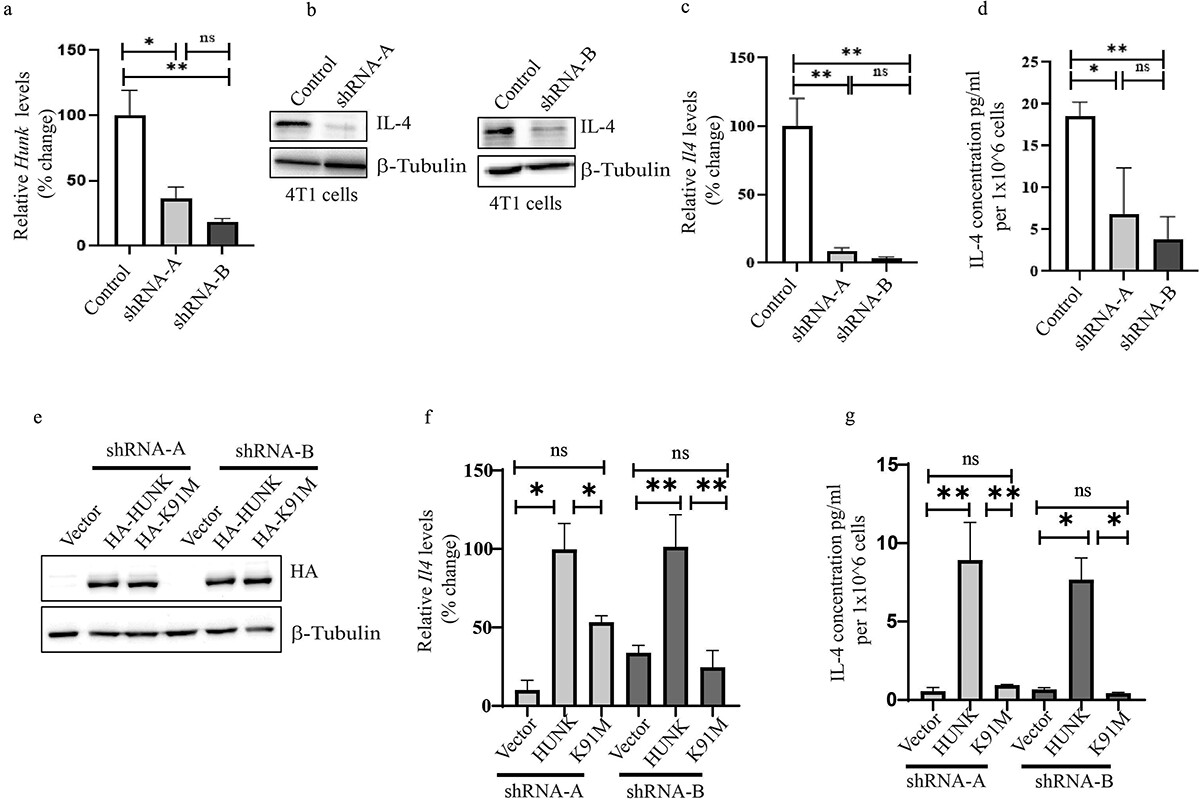 a
Relative Hunk levels
(% change)
150
100
50
0
*
ns
**
Control
shRNA-A
shRNA-B
b
Control
shRNA-A
IL-4
β-Tubulin
4T1 cells
Control
shRNA-B
IL-4
β-Tubulin
4T1 cells
c
Relative Il4 levels
(% change)
150
100
50
0
**
**
ns
Control
shRNA-A
shRNA-B
d
IL-4 concentration pg/ml
per 1x10^6 cells
25
20
15
10
5
0
**
*
ns
Control
shRNA-A
shRNA-B
e
shRNA-A
shRNA-B
Vector
HA-HUNK
HA-K91M
Vector
HA-HUNK
HA-K91M
HA
β-Tubulin
f
Relative Il4 levels
(% change)
150
100
50
0
ns
ns
*
*
**
**
Vector
HUNK
K91M
Vector
HUNK
K91M
shRNA-A
shRNA-B
g
IL-4 concentration pg/ml
per 1x10^6 cells
15
10
5
0
ns
**
**
ns
*
*
Vector
HUNK
K91M
Vector
HUNK
K91M
shRNA-A
shRNA-B